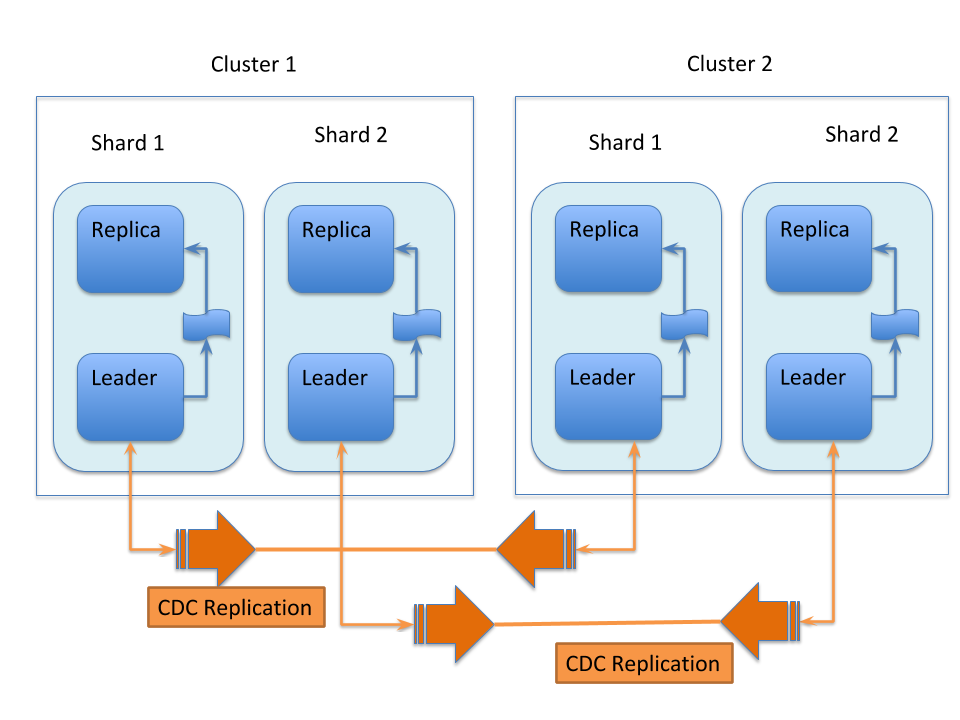 Cluster 1
Cluster 2
Shard 1
Shard 2
Shard 1
Shard 2
Replica
Replica
Replica
Replica
Leader
Leader
Leader
Leader
CDC Replication
CDC Replication